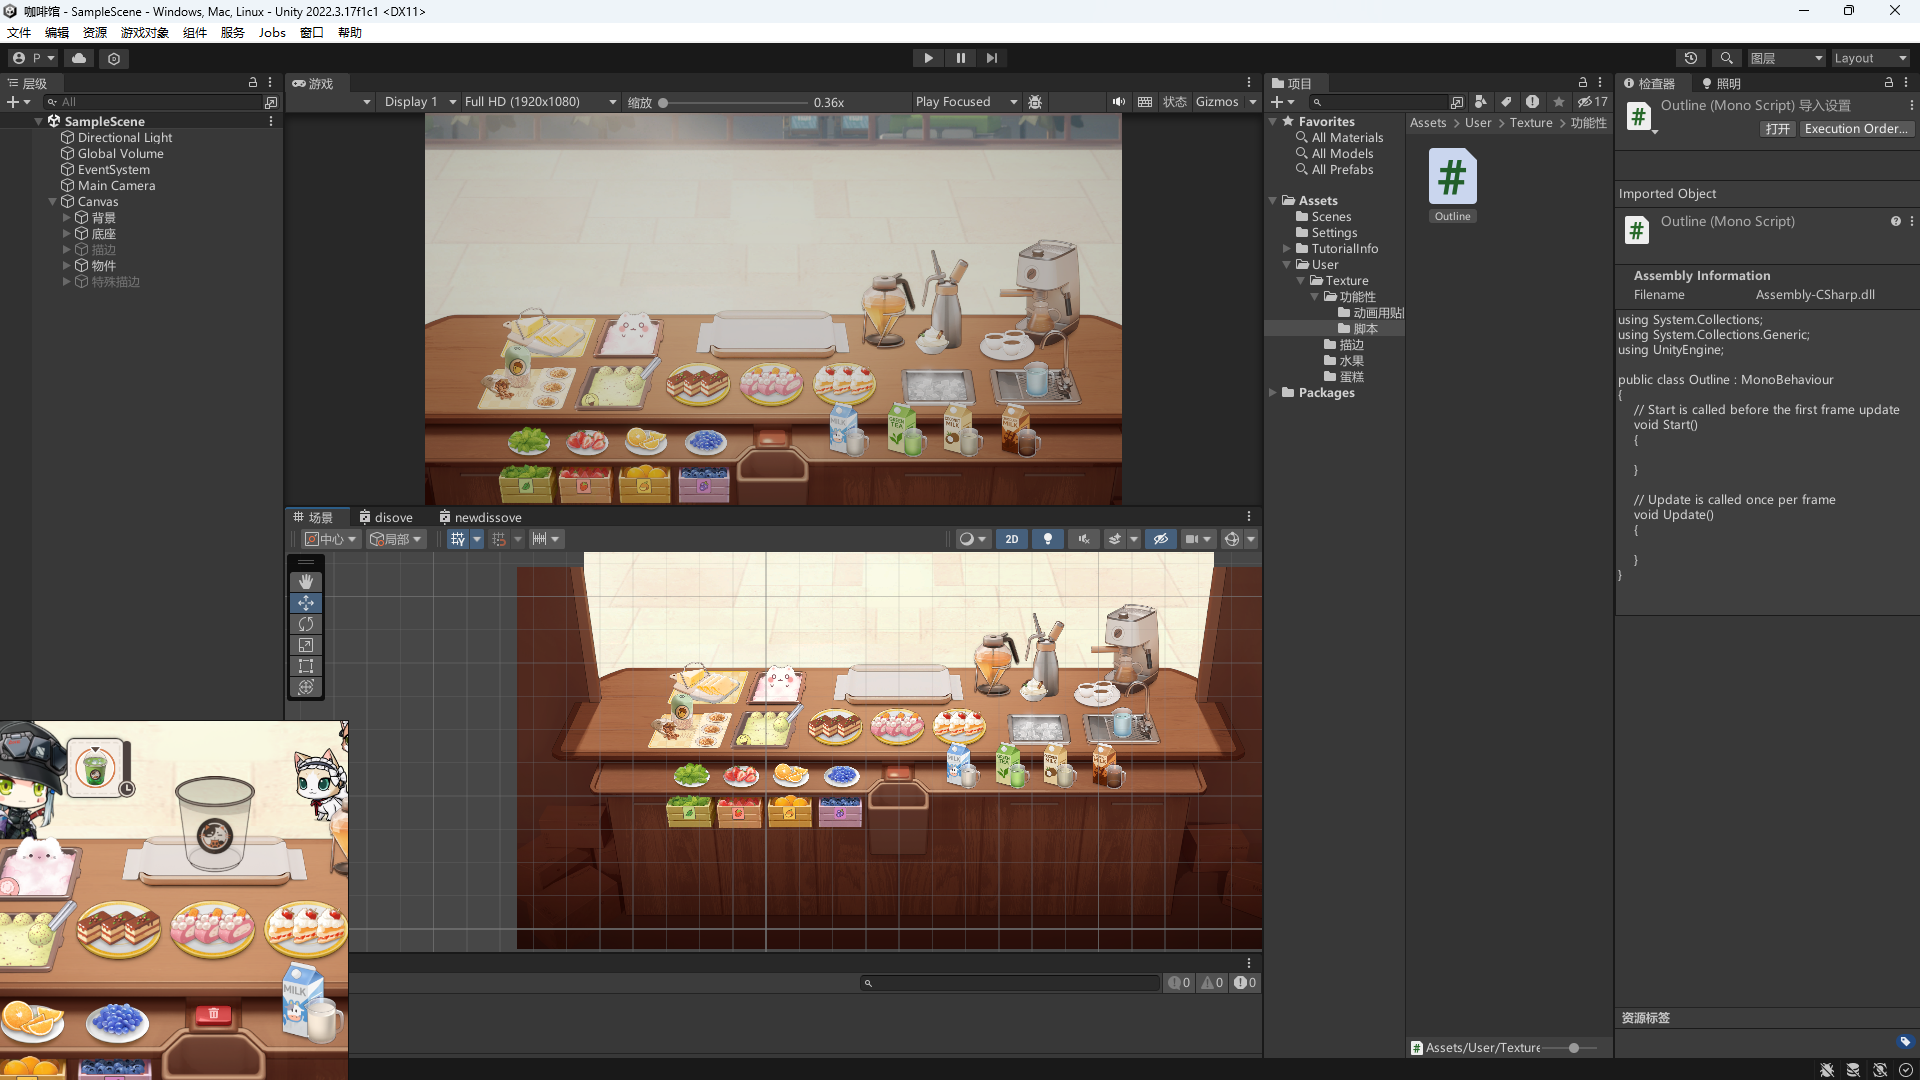 咖啡馆 - SampleScene - Windows, Mac, Linux - Unity 2022.3.17f1c1 <DX11>
文件 编辑 资源 游戏对象 组件 服务 Jobs 窗口 帮助
P
图层
Layout
层级
All
SampleScene
Directional Light
Global Volume
EventSystem
Main Camera
Canvas
背景
底座
描边
物件
特殊描边
游戏
Display 1
Full HD (1920x1080)
缩放
0.36x
Play Focused
状态
Gizmos
场景
disove
newdissove
中心
局部
2D
0
0
0
项目
17
Favorites
All Materials
All Models
All Prefabs
Assets
Scenes
Settings
TutorialInfo
User
Texture
功能性
动画用贴
脚本
描边
水果
蛋糕
Packages
Assets > User > Texture > 功能性
Outline
Assets/User/Texture
检查器
照明
Outline (Mono Script) 导入设置
打开
Execution Order...
Imported Object
Outline (Mono Script)
Assembly Information
Filename Assembly-CSharp.dll
using System.Collections;
using System.Collections.Generic;
using UnityEngine;
public class Outline : MonoBehaviour
{
// Start is called before the first frame update
void Start()
{
}
// Update is called once per frame
void Update()
{
}
}
资源标签
MILK